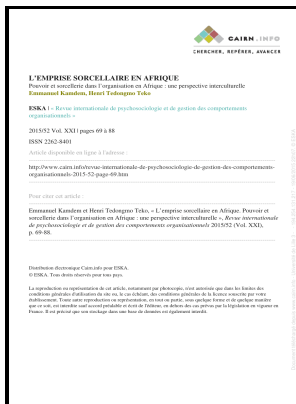 CAIRN.INFO
CHERCHER, REPÉRER, AVANCER
L'EMPRISE SORCELLAIRE EN AFRIQUE
Pouvoir et sorcellerie dans l'organisation en Afrique : une perspective interculturelle
Emmanuel Kamdem, Henri Tedongmo Teko
ESKA | « Revue internationale de psychosociologie et de gestion des comportements
organisationnels »
2015/52 Vol. XXI | pages 69 à 88
ISSN 2262-8401
Article disponible en ligne à l'adresse :
http://www.cairn.info/revue-internationale-de-psychosociologie-de-gestion-des-comportements-
organisationnels-2015-52-page-69.htm
Pour citer cet article :
Emmanuel Kamdem et Henri Tedongmo Teko, « L'emprise sorcellaire en Afrique. Pouvoir et
sorcellerie dans l'organisation en Afrique : une perspective interculturelle », Revue internationale
de psychosociologie et de gestion des comportements organisationnels 2015/52 (Vol. XXI),
p. 69-88.
Distribution électronique Cairn.info pour ESKA.
© ESKA. Tous droits réservés pour tous pays.
La reproduction ou représentation de cet article, notamment par photocopie, n'est autorisée que dans les limites des
conditions générales d'utilisation du site ou, le cas échéant, des conditions générales de la licence souscrite par votre
établissement. Toute autre reproduction ou représentation, en tout ou partie, sous quelque forme et de quelque manière
que ce soit, est interdite sauf accord préalable et écrit de l'éditeur, en dehors des cas prévus par la législation en vigueur en
France. Il est précisé que son stockage dans une base de données est également interdit.